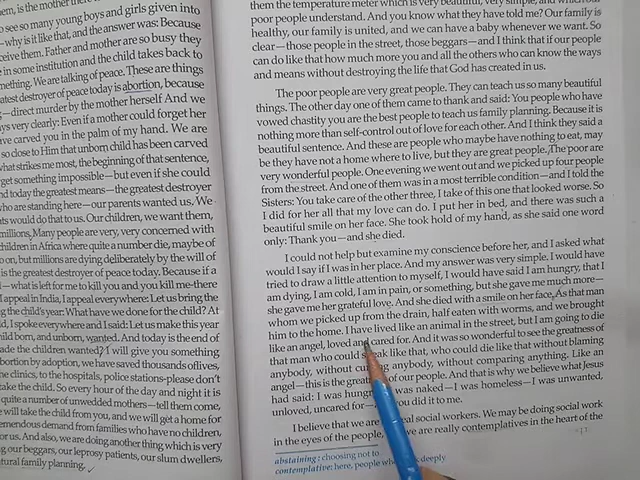 em, is the mother
o see so many young boys and girls given into
—why is it like that, and the answer was: Because
ceive them. Father and mother are so busy they
e in some institution and the child takes back to
mething. We are talking of peace. These are things
atest destroyer of peace today is abortion, because
—direct murder by the mother herself And we
ys very clearly: Even if a mother could forget her
ve carved you in the palm of my hand. We are
so close to Him that unborn child has been carved
what strikes me most, the beginning of that sentence,
get something impossible—but even if she could
nd today the greatest means—the greatest destroyer
who are standing here—our parents wanted us, We
ts would do that to us. Our children, we want them,
millions, Many people are very, very concerned with
children in Africa where quite a number die, maybe of
o on, but millions are dying deliberately by the will of
is the greatest destroyer of peace today. Because if a
—what is left for me to kill you and you kill me-there
I appeal in India, I appeal everywhere: Let us bring the
g the child's year: What have we done for the child? At
ld, I spoke everywhere and I said: Let us make this year
hild born, and unborn, wanted. And today is the end of
ade the children wanted? I will give you something
bortion by adoption, we have saved thousands of lives,
he clinics, to the hospitals, police stations-please don't
take the child. So every hour of the day and night it is
quite a number of unwedded mothers—tell them come,
e will take the child from you, and we will get a home for
emendous demand from families who have no children,
or us. And also, we are doing another thing which is very
g our beggars, our leprosy patients, our slum dwellers,
tural family planning.
them the temperature meter which is very beautiful, very simple, and
poor people understand. And you know what they have told me? Our family is
healthy, our family is united, and we can have a baby whenever we want. So
clear—those people in the street, those beggars—and I think that if our people
can do like that how much more you and all the others who can know the ways
and means without destroying the life that God has created in us.
The poor people are very great people. They can teach us so many beautiful
things. The other day one of them came to thank and said: You people who have
vowed chastity you are the best people to teach us family planning. Because it is
nothing more than self-control out of love for each other. And I think they said a
beautiful sentence. And these are people who maybe have nothing to eat, may
be they have not a home where to live, but they are great people. The poor are
very wonderful people. One evening we went out and we picked up four people
from the street. And one of them was in a most terrible condition—and I told the
Sisters: You take care of the other three, I take of this one that looked worse. So
I did for her all that my love can do. I put her in bed, and there was such a
beautiful smile on her face. She took hold of my hand, as she said one word
only: Thank you—and she died.
I could not help but examine my conscience before her, and I asked what
would I say if I was in her place. And my answer was very simple. I would have
tried to draw a little attention to myself, I would have said I am hungry, that I
am dying, I am cold, I am in pain, or something, but she gave me much more—
she gave me her grateful love. And she died with a smile on her face. As that man
whom we picked up from the drain, half eaten with worms, and we brought
him to the home. I have lived like an animal in the street, but I am going to die
like an angel, loved and cared for. And it was so wonderful to see the greatness of
that man who could speak like that, who could die like that without blaming
anybody, without anybody, without comparing anything. Like an
angel—this is the greatness of our people. And that is why we believe what Jesus
had said: I was was naked—I was homeless—I was unwanted,
unloved, uncared for— did it to me.
I believe that we are real social workers. We may be doing social work
in the eyes of the people, we are really contemplatives in the heart of the
abstaining : choosing not to
contemplative: here, people deeply